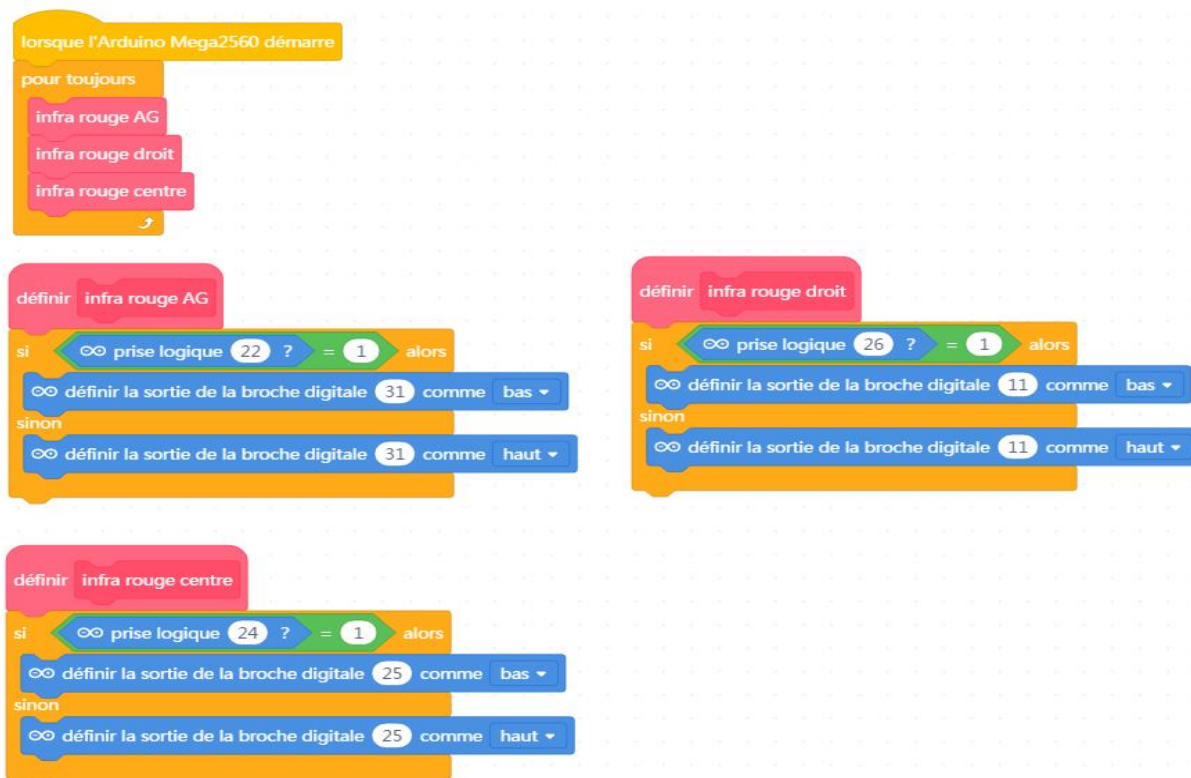 lorsque l'Arduino Mega2560 démarre
pour toujours
infra rouge AG
infra rouge droit
infra rouge centre
définir infra rouge AG
si prise logique 22 ? = 1 alors
définir la sortie de la broche digitale 31 comme bas
sinon
définir la sortie de la broche digitale 31 comme haut
définir infra rouge droit
si prise logique 26 ? = 1 alors
définir la sortie de la broche digitale 11 comme bas
sinon
définir la sortie de la broche digitale 11 comme haut
définir infra rouge centre
si prise logique 24 ? = 1 alors
définir la sortie de la broche digitale 25 comme bas
sinon
définir la sortie de la broche digitale 25 comme haut